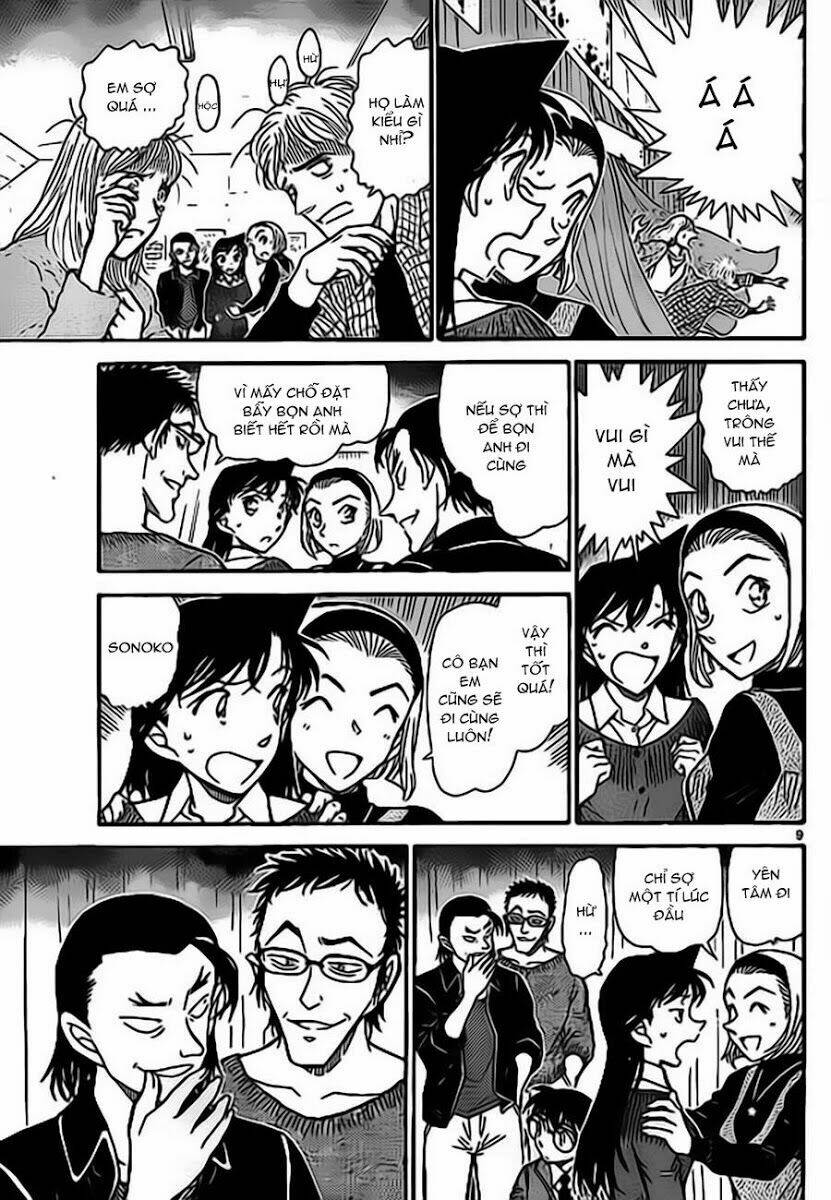 Á Á
Á
HỪ
HỰ
HỌ LÀM
KIỂU GÌ
NHỈ?
HỘC
EM SỢ
QUÁ ...
THẤY
CHƯA,
TRÔNG
VUI THẾ
MÀ
VUI GÌ
MÀ
VUI
NẾU SỢ THÌ
ĐỂ BỌN
ANH ĐI
CÙNG
VÌ MẤY CHỖ ĐẶT
BẪY BỌN ANH
BIẾT HẾT RỒI MÀ
VẬY
THÌ
TỐT
QUÁ!
CÔ BẠN
EM
CŨNG SẼ
ĐI CÙNG
LUÔN!
SONOKO
9
YÊN
TÂM ĐI
CHỈ SỢ
MỘT TÍ LÚC
ĐẦU
HỪ
...